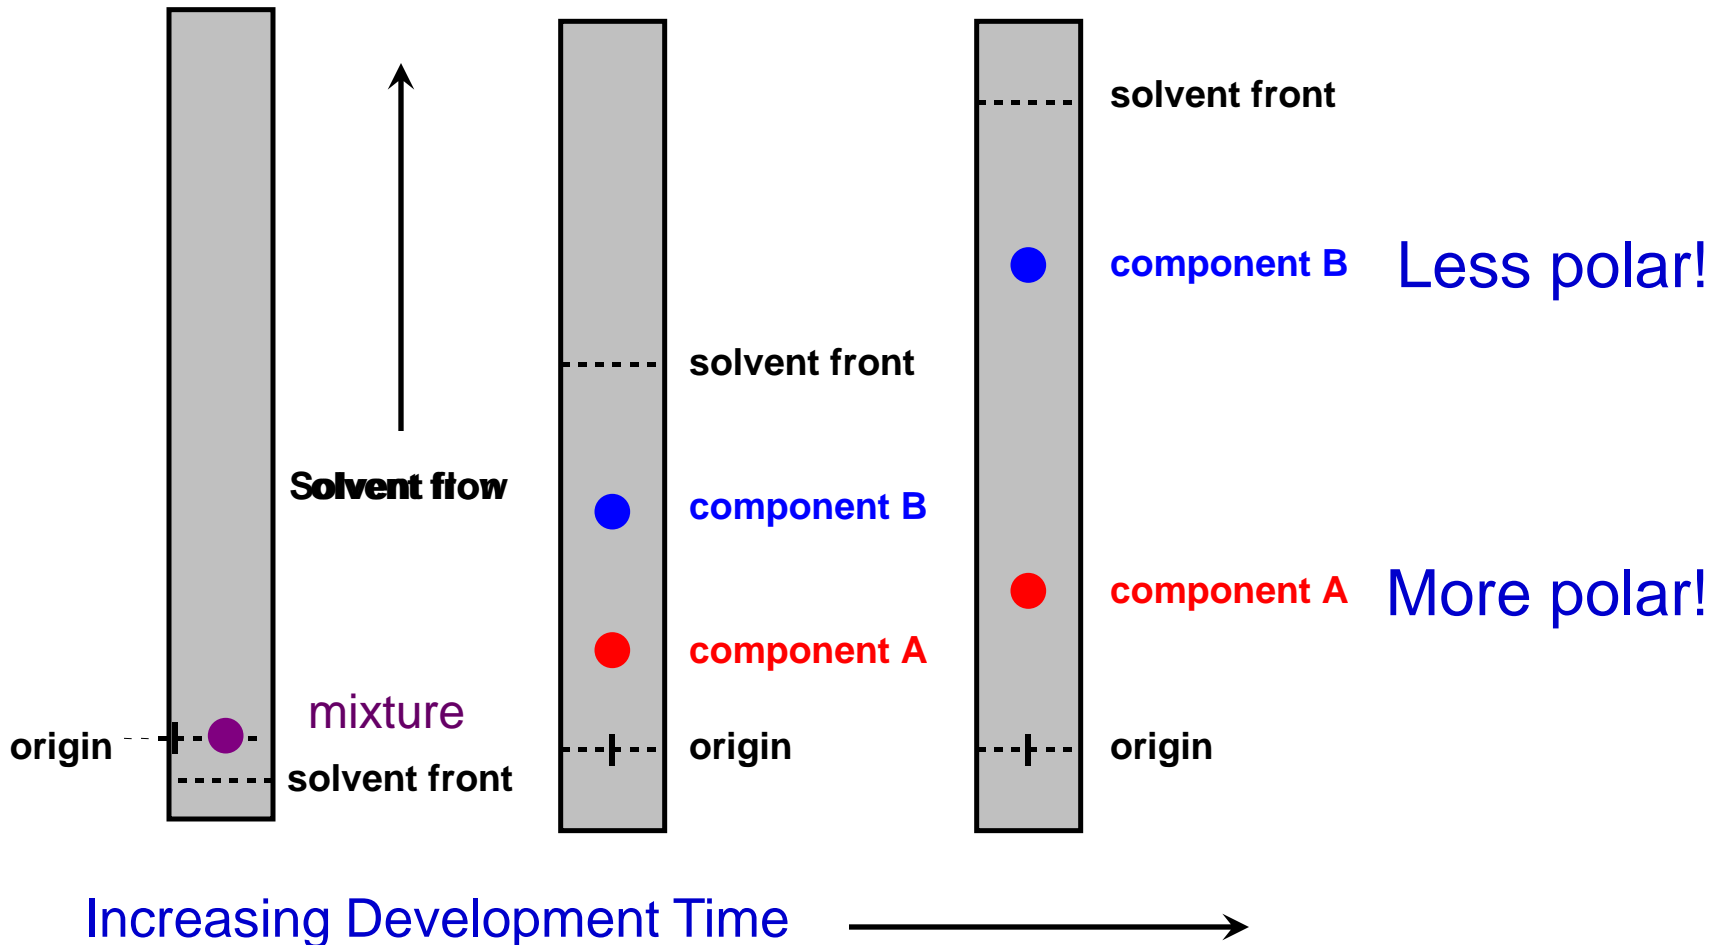 solvent front
component B Less polar!
solvent front
Solvent flow
component B
component A More polar!
component A
mixture
origin
origin
origin
solvent front
Increasing Development Time